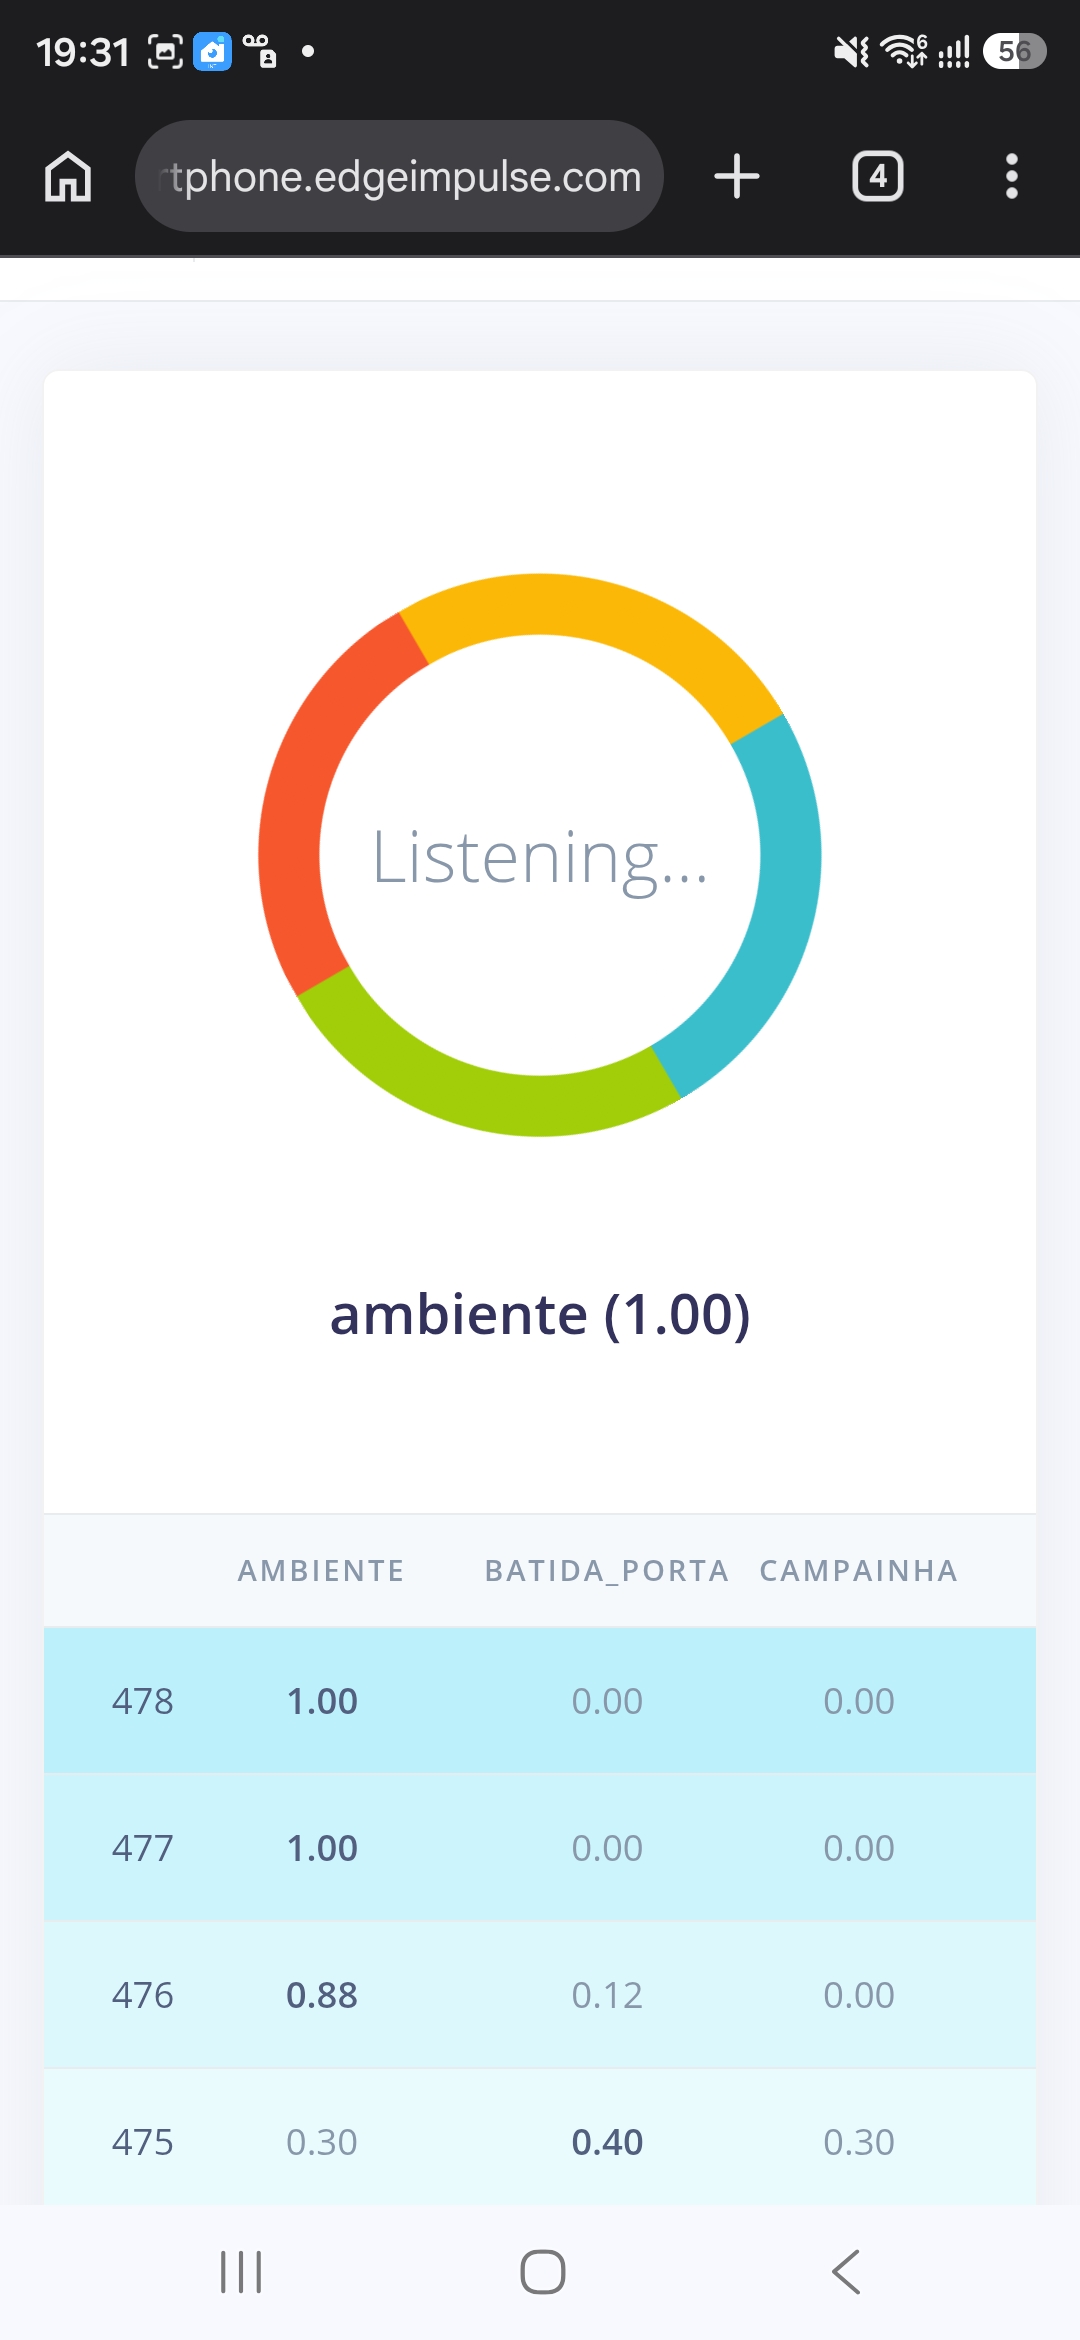 19:31
6
56
tphone.edgeimpulse.com
4
Listening...
ambiente (1.00)
AMBIENTE BATIDA_PORTA CAMPAINHA
478 1.00 0.00 0.00
477 1.00 0.00 0.00
476 0.88 0.12 0.00
475 0.30 0.40 0.30